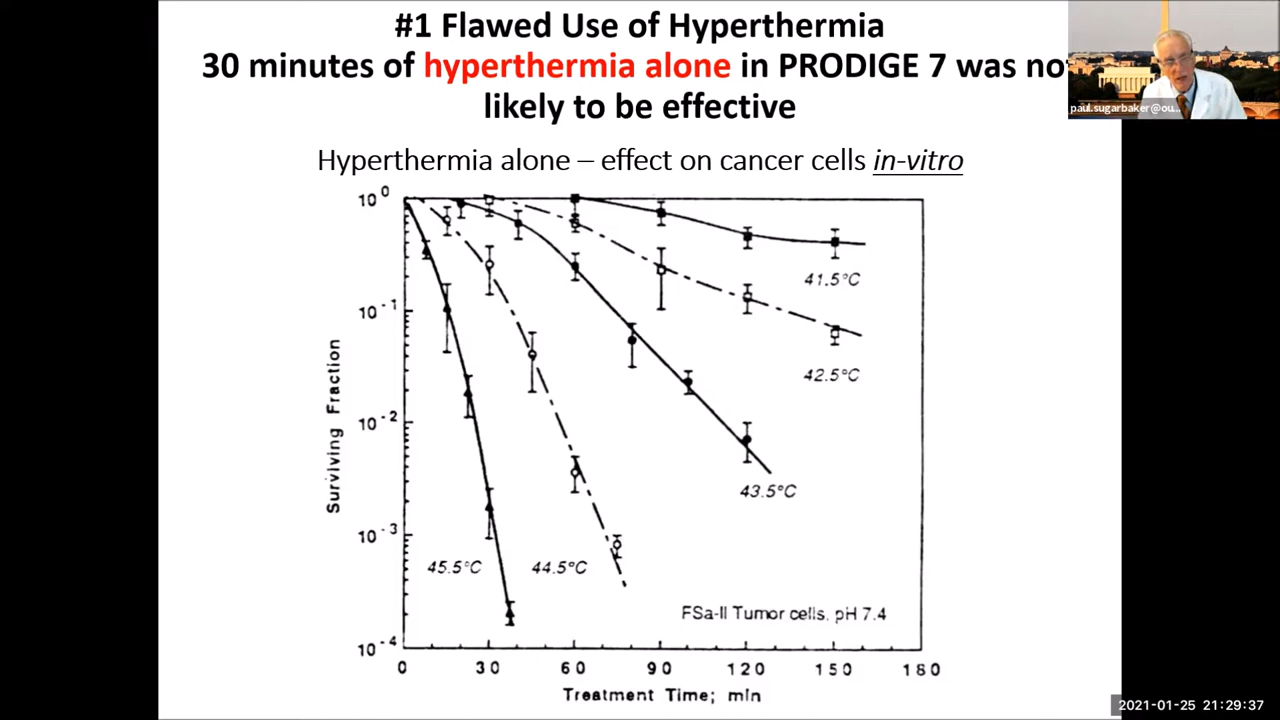 #1 Flawed Use of Hyperthermia
30 minutes of hyperthermia alone in PRODIGE 7 was no
likely to be effective
paul.sugarbaker@ou...
Hyperthermia alone – effect on cancer cells in-vitro
10⁰
10⁻¹
10⁻²
10⁻³
10⁻⁴
Surviving Fraction
41.5°C
42.5°C
43.5°C
45.5°C 44.5°C
FSa-II Tumor cells, pH 7.4
0 30 60 90 120 150 180
Treatment Time; min
2021-01-25 21:29:37